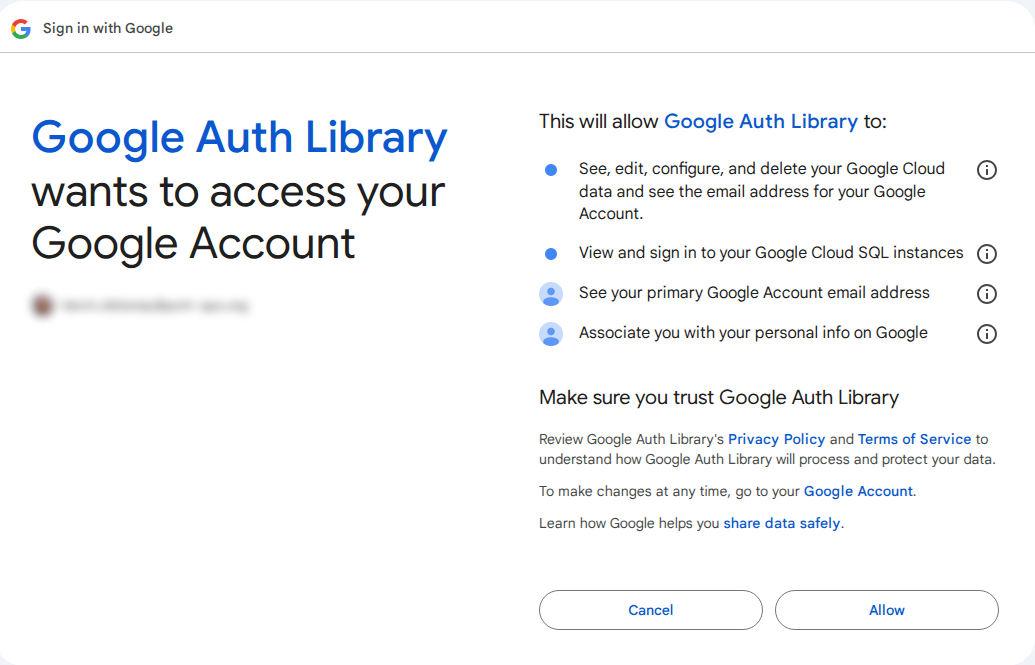 Sign in with Google
Google Auth Library
wants to access your
Google Account
This will allow Google Auth Library to:
See, edit, configure, and delete your Google Cloud
data and see the email address for your Google
Account.
View and sign in to your Google Cloud SQL instances
See your primary Google Account email address
Associate you with your personal info on Google
Make sure you trust Google Auth Library
Review Google Auth Library's Privacy Policy and Terms of Service to
understand how Google Auth Library will process and protect your data.
To make changes at any time, go to your Google Account.
Learn how Google helps you share data safely.
Cancel
Allow